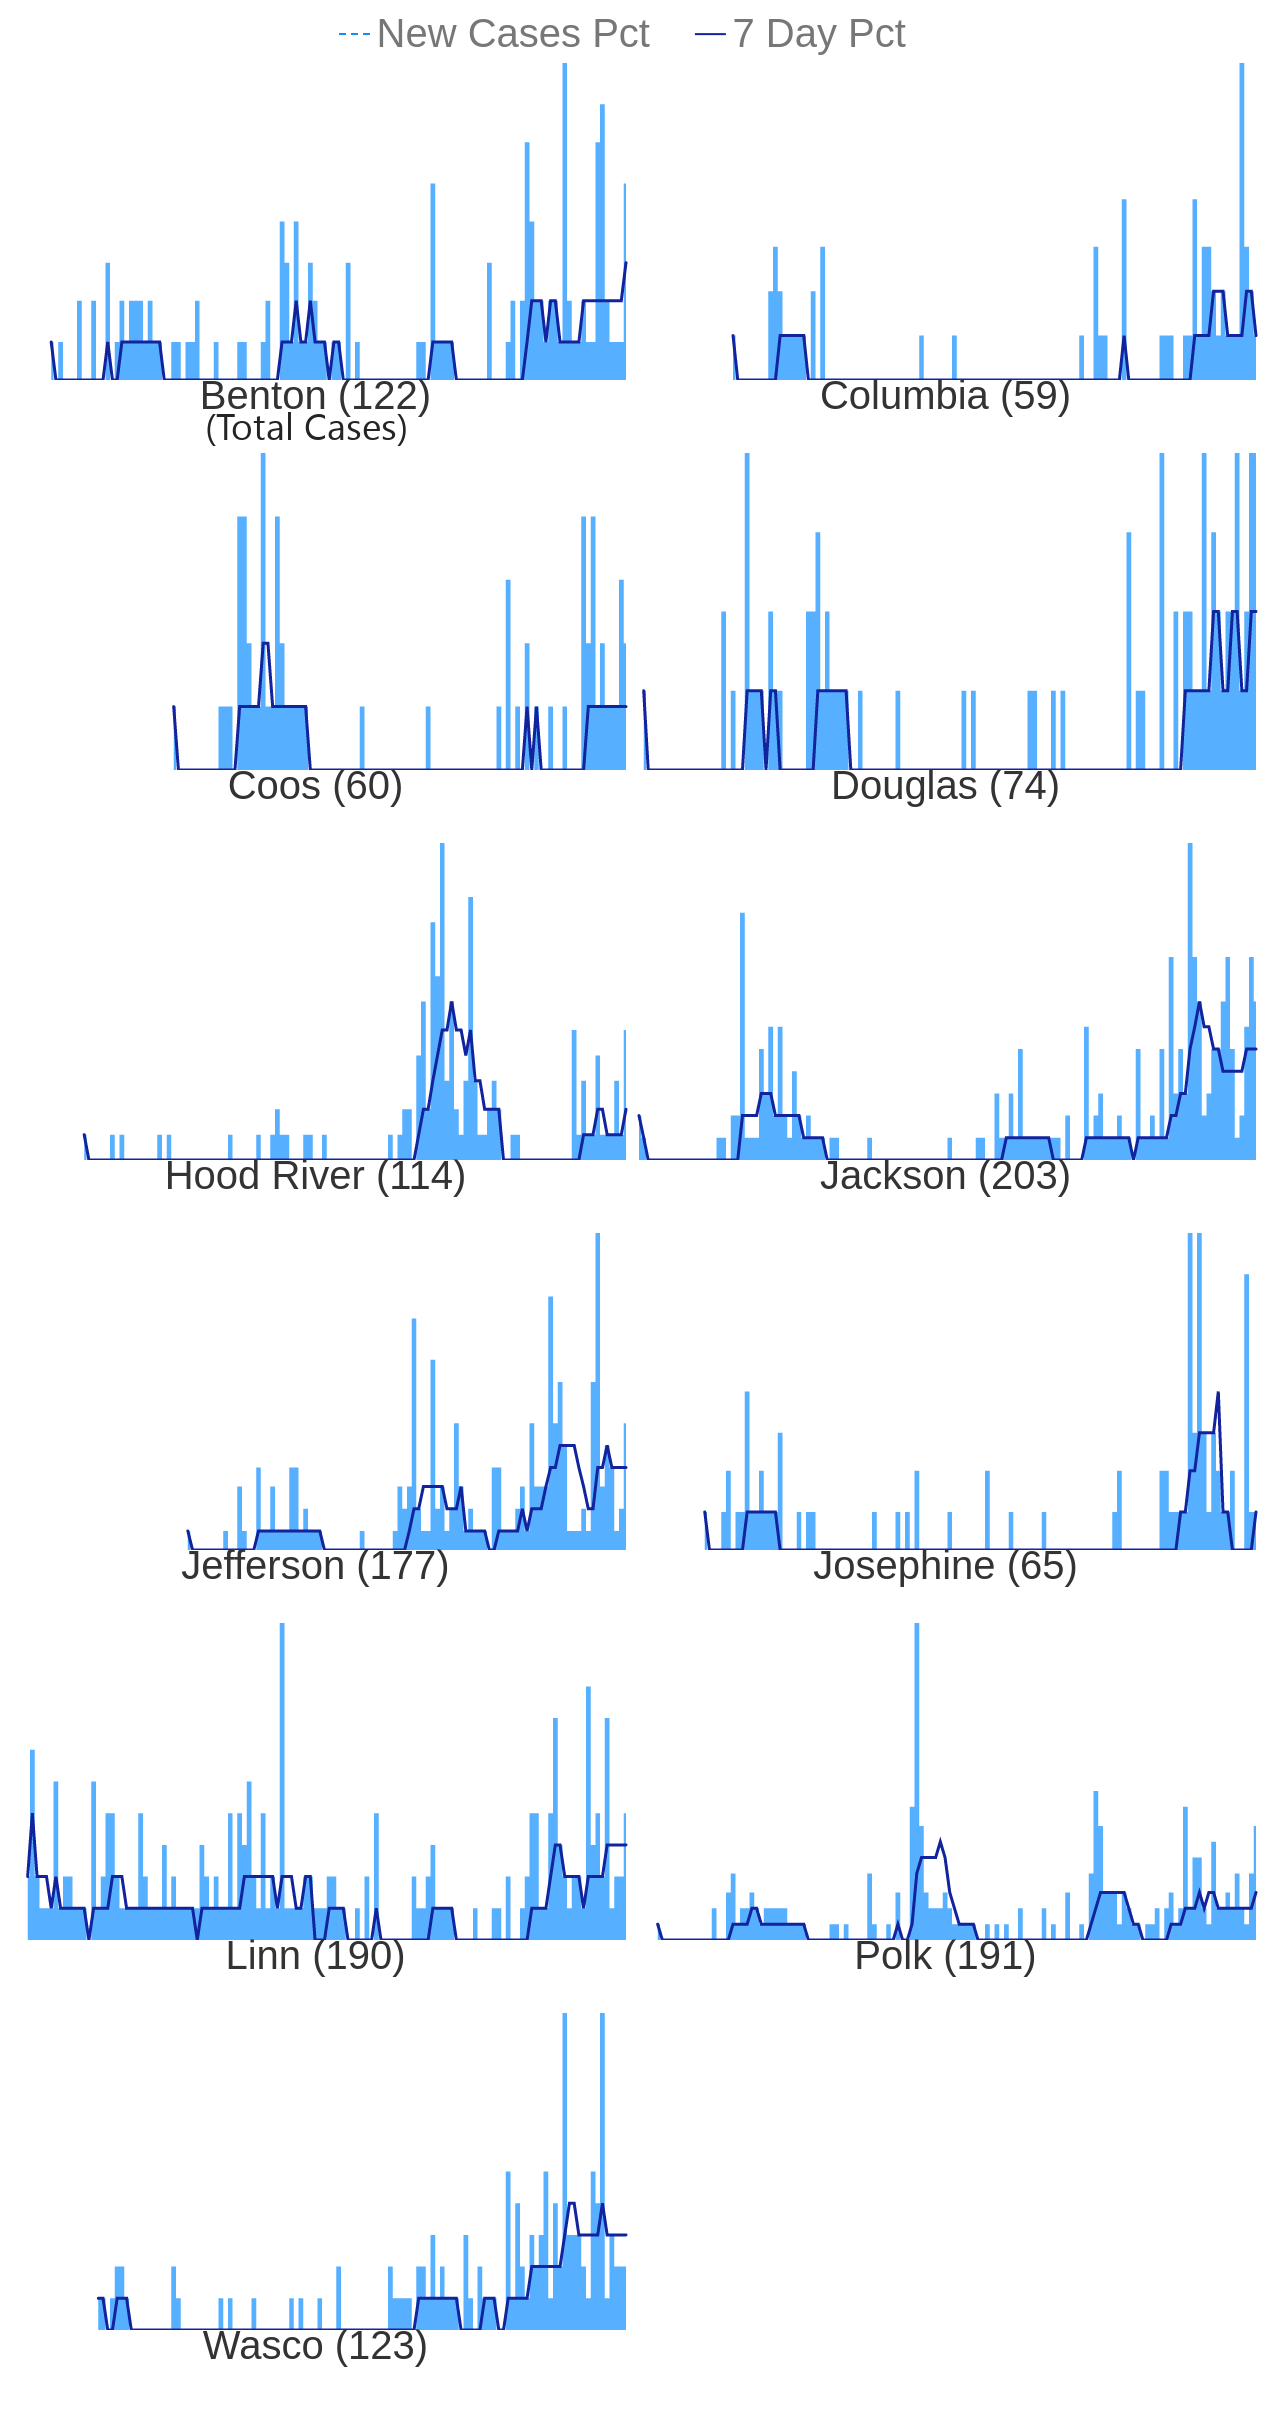 New Cases Pct 7 Day Pct
Benton (122) Columbia (59)
(Total Cases)
Coos (60) Douglas (74)
Hood River (114) Jackson (203)
Jefferson (177) Josephine (65)
Linn (190) Polk (191)
Wasco (123)